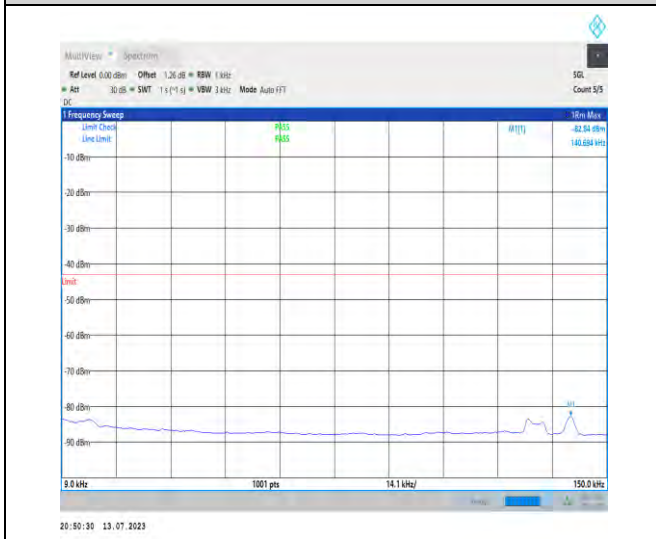 MultiView Spectrum
Ref Level 0.00 dBm Offset 1.26 dB RBW 1 kHz SGL
Att 30 dB SWT 1 s (~1 s) VBW 3 kHz Mode Auto FFT Count 5/5
DC
1 Frequency Sweep 1Rm Max
Limit Check PASS M1[1] -82.84 dBm
Line Limit PASS 140.694 kHz
-10 dBm
-20 dBm
-30 dBm
-40 dBm
Limit
-50 dBm
-60 dBm
-70 dBm
-80 dBm
M1
-90 dBm
9.0 kHz 1001 pts 14.1 kHz/ 150.0 kHz
20:50:30 13.07.2023